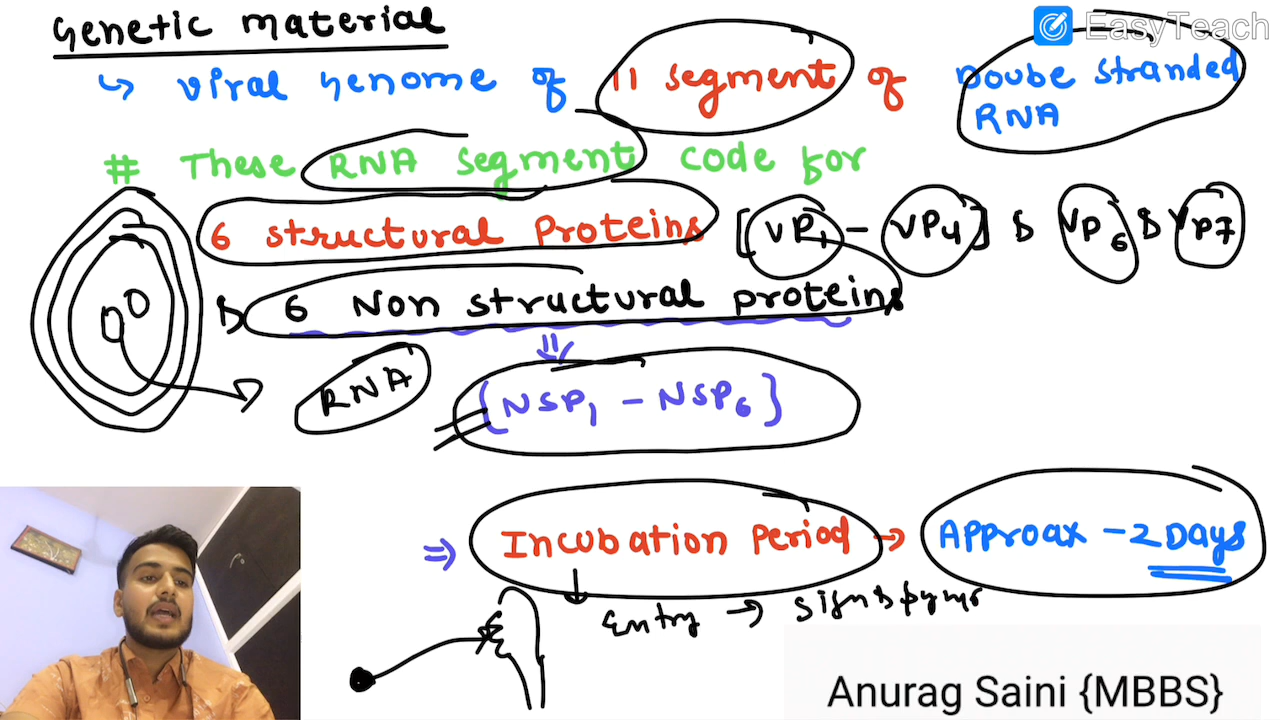 Genetic material
EasyTeach
↳ viral Genome of 11 segment of Doube stranded
RNA
# These RNA segment code for
6 structural Proteins [VP1 - VP4] & VP6 & VP7
& 6 Non structural proteins
RNA
[NSP1 - NSP6}
⇒ Incubation Period → Approax - 2 Days
Entry →
Anurag Saini {MBBS}